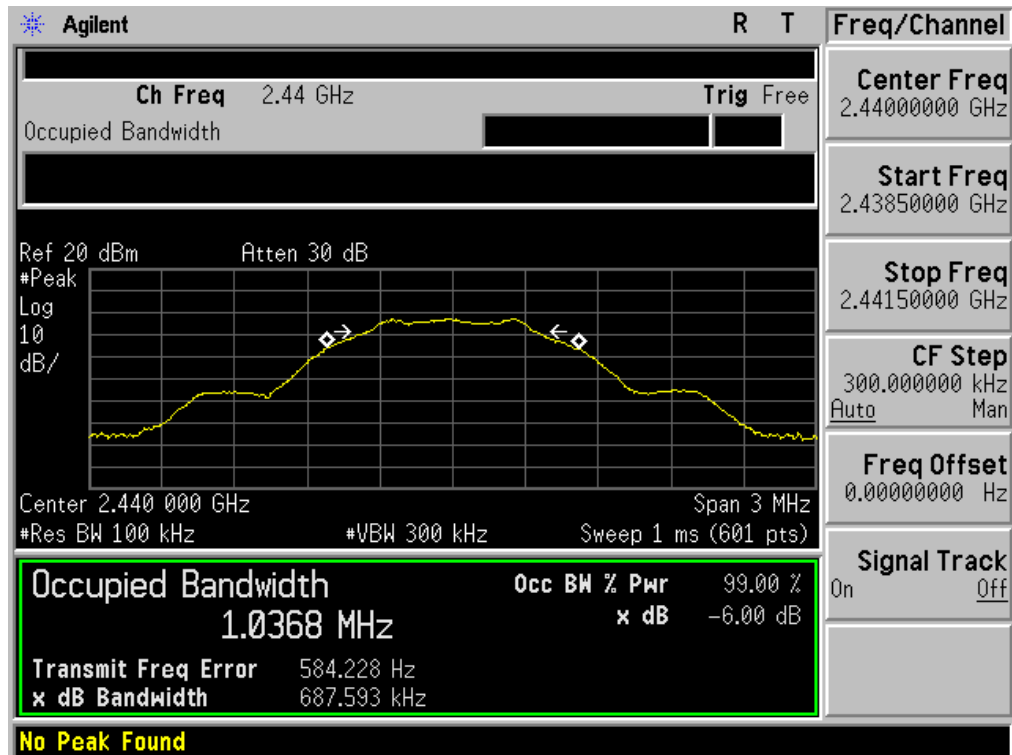 Agilent R T
Ch Freq 2.44 GHz Trig Free
Occupied Bandwidth
Ref 20 dBm Atten 30 dB
#Peak
Log
10
dB/
Center 2.440 000 GHz Span 3 MHz
#Res BW 100 kHz #VBW 300 kHz Sweep 1 ms (601 pts)
Occupied Bandwidth
1.0368 MHz
Occ BW % Pwr 99.00 %
x dB -6.00 dB
Transmit Freq Error 584.228 Hz
x dB Bandwidth 687.593 kHz
No Peak Found
Freq/Channel
Center Freq
2.44000000 GHz
Start Freq
2.43850000 GHz
Stop Freq
2.44150000 GHz
CF Step
300.000000 kHz
Auto Man
Freq Offset
0.00000000 Hz
Signal Track
On Off